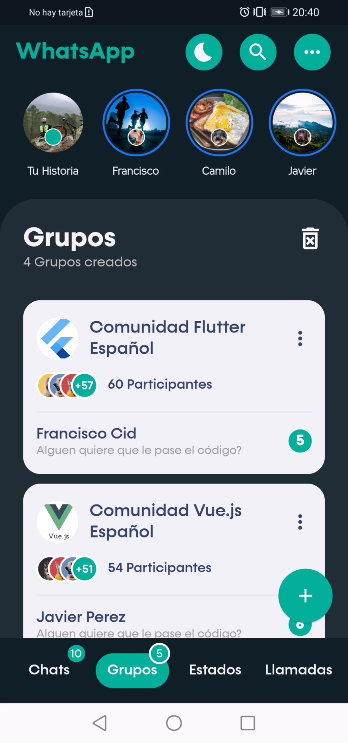 No hay tarjeta
20:40
WhatsApp
Tu Historia
Francisco
Camilo
Javier
Grupos
4 Grupos creados
Comunidad Flutter
Español
+57
60 Participantes
Francisco Cid
Alguen quiere que le pase el código?
5
Vue.js
Comunidad Vue.js
Español
+51
54 Participantes
Javier Perez
Alguen quiere que le pase el código?
Chats
10
Grupos
5
Estados
Llamadas